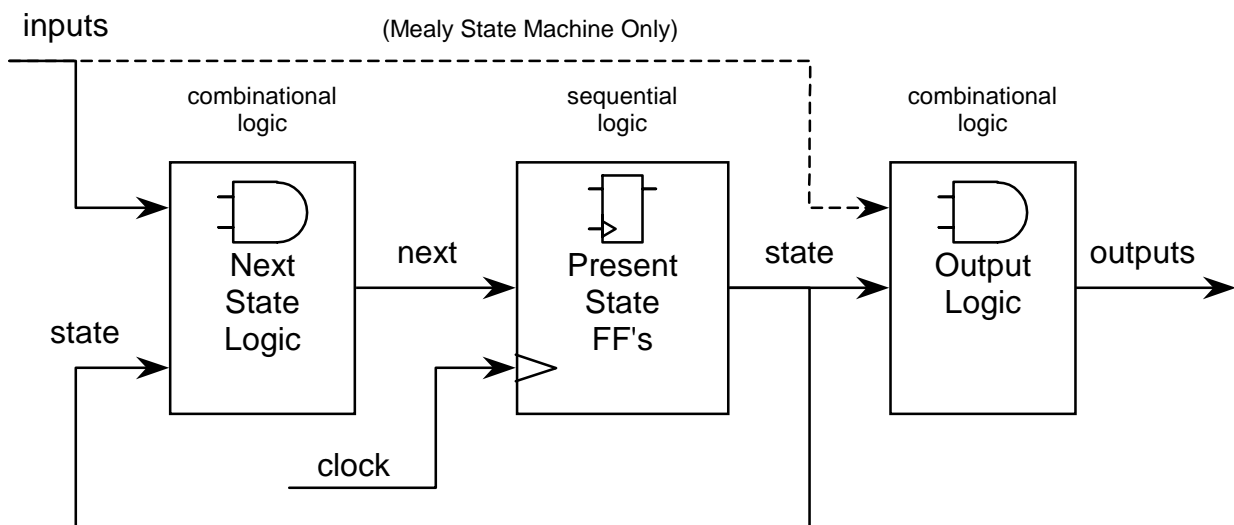 inputs
(Mealy State Machine Only)
combinational
logic
sequential
logic
combinational
logic
Next
State
Logic
next
Present
State
FF's
state
Output
Logic
outputs
state
clock